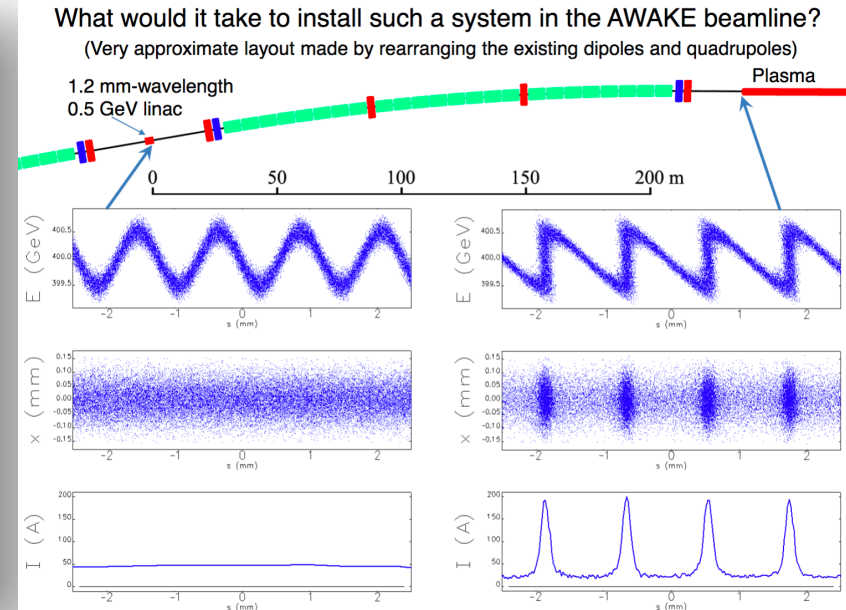 What would it take to install such a system in the AWAKE beamline?
(Very approximate layout made by rearranging the existing dipoles and quadrupoles)
Plasma
1.2 mm-wavelength
0.5 GeV linac
0 50 100 150 200 m
E (GeV)
400.5
400.0
399.5
-2 -1 0 1 2
s (mm)
E (GeV)
400.5
400.0
399.5
-2 -1 0 1 2
s (mm)
x (mm)
0.15
0.10
0.05
0.00
-0.05
-0.10
-0.15
-2 -1 0 1 2
s (mm)
x (mm)
0.15
0.10
0.05
0.00
-0.05
-0.10
-0.15
-2 -1 0 1 2
s (mm)
I (A)
200
150
100
50
0
-2 -1 0 1 2
s (mm)
I (A)
200
150
100
50
0
-2 -1 0 1 2
s (mm)